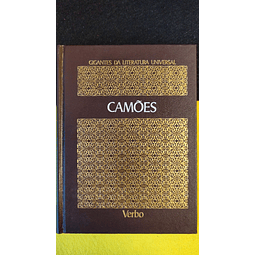 GIGANTES DA LITERATURA UNIVERSAL
CAMÕES
Verbo